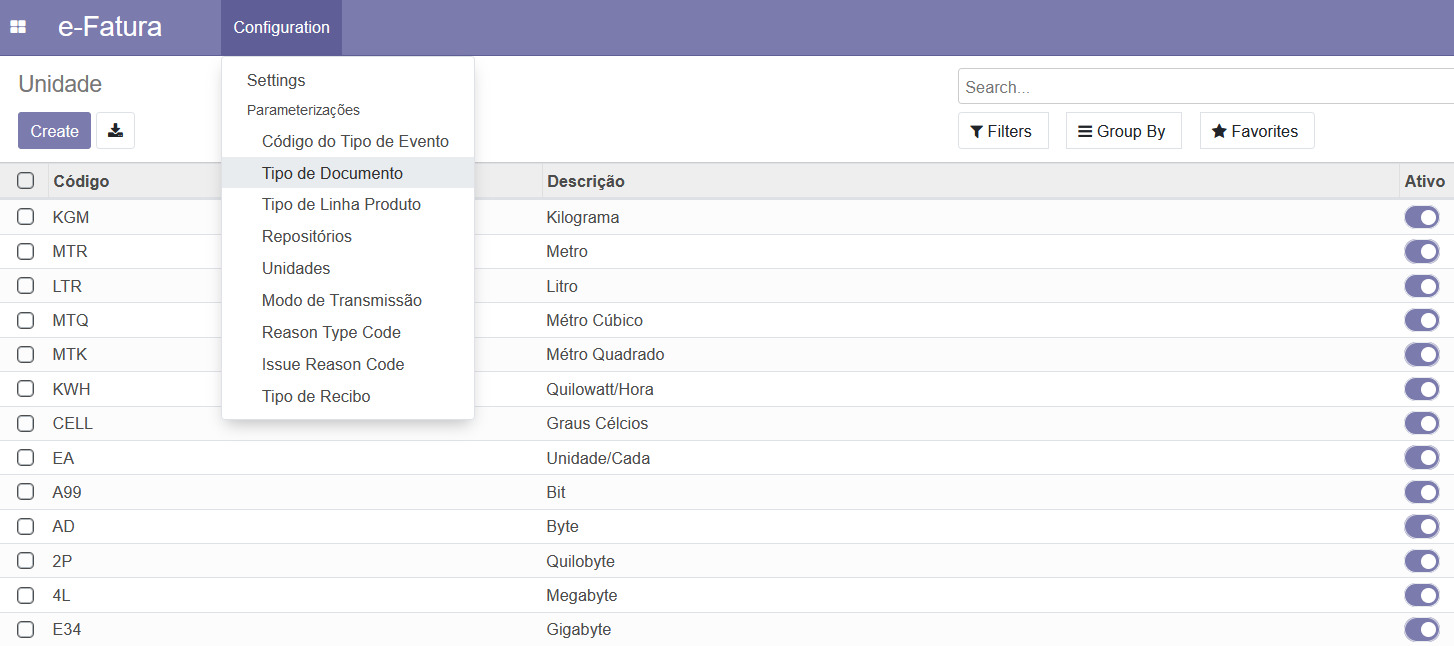 e-Fatura Configuration
Unidade
Search...
Create
Filters Group By Favorites
Settings
Parameterizações
Código do Tipo de Evento
Tipo de Documento
Tipo de Linha Produto
Repositórios
Unidades
Modo de Transmissão
Reason Type Code
Issue Reason Code
Tipo de Recibo
Código Descrição Ativo
KGM Kilograma
MTR Metro
LTR Litro
MTQ Métro Cúbico
MTK Métro Quadrado
KWH Quilowatt/Hora
CELL Graus Célcios
EA Unidade/Cada
A99 Bit
AD Byte
2P Quilobyte
4L Megabyte
E34 Gigabyte